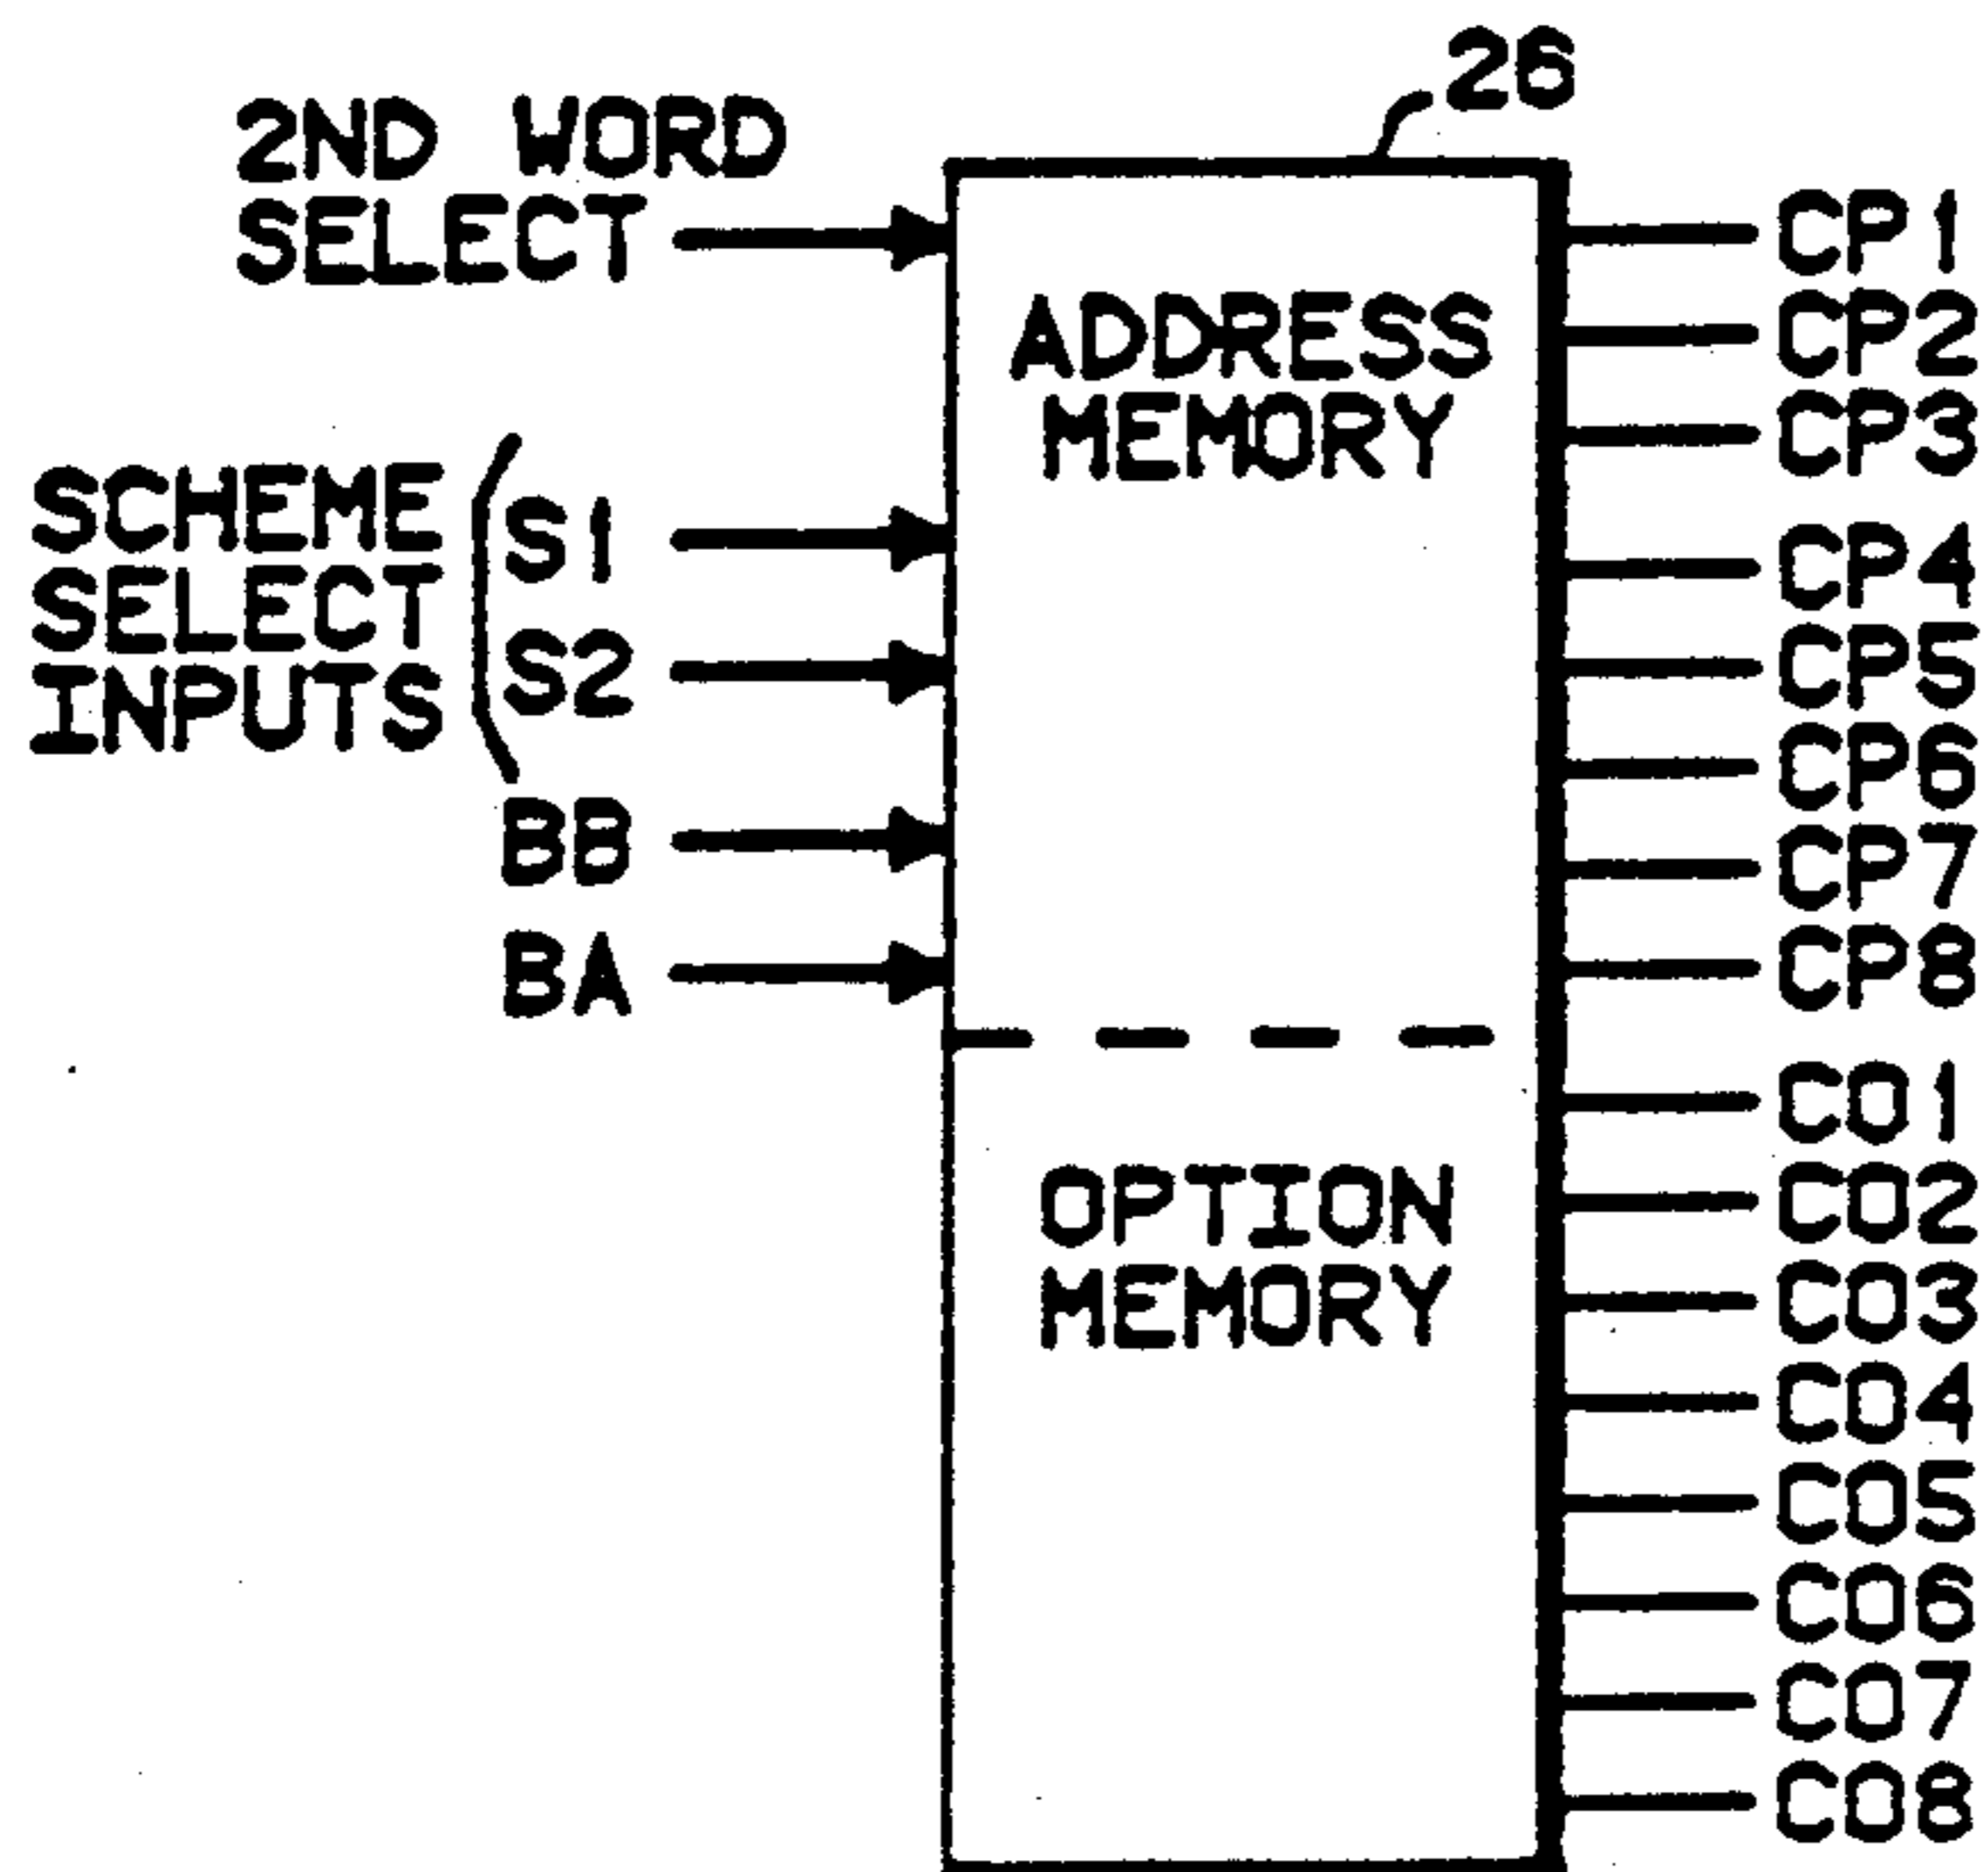 26
2ND WORD
SELECT
ADDRESS
MEMORY
SCHEME
SELECT
INPUTS
S1
S2
BB
BA
OPTION
MEMORY
CP1
CP2
CP3
CP4
CP5
CP6
CP7
CP8
CO1
CO2
CO3
CO4
CO5
CO6
CO7
CO8